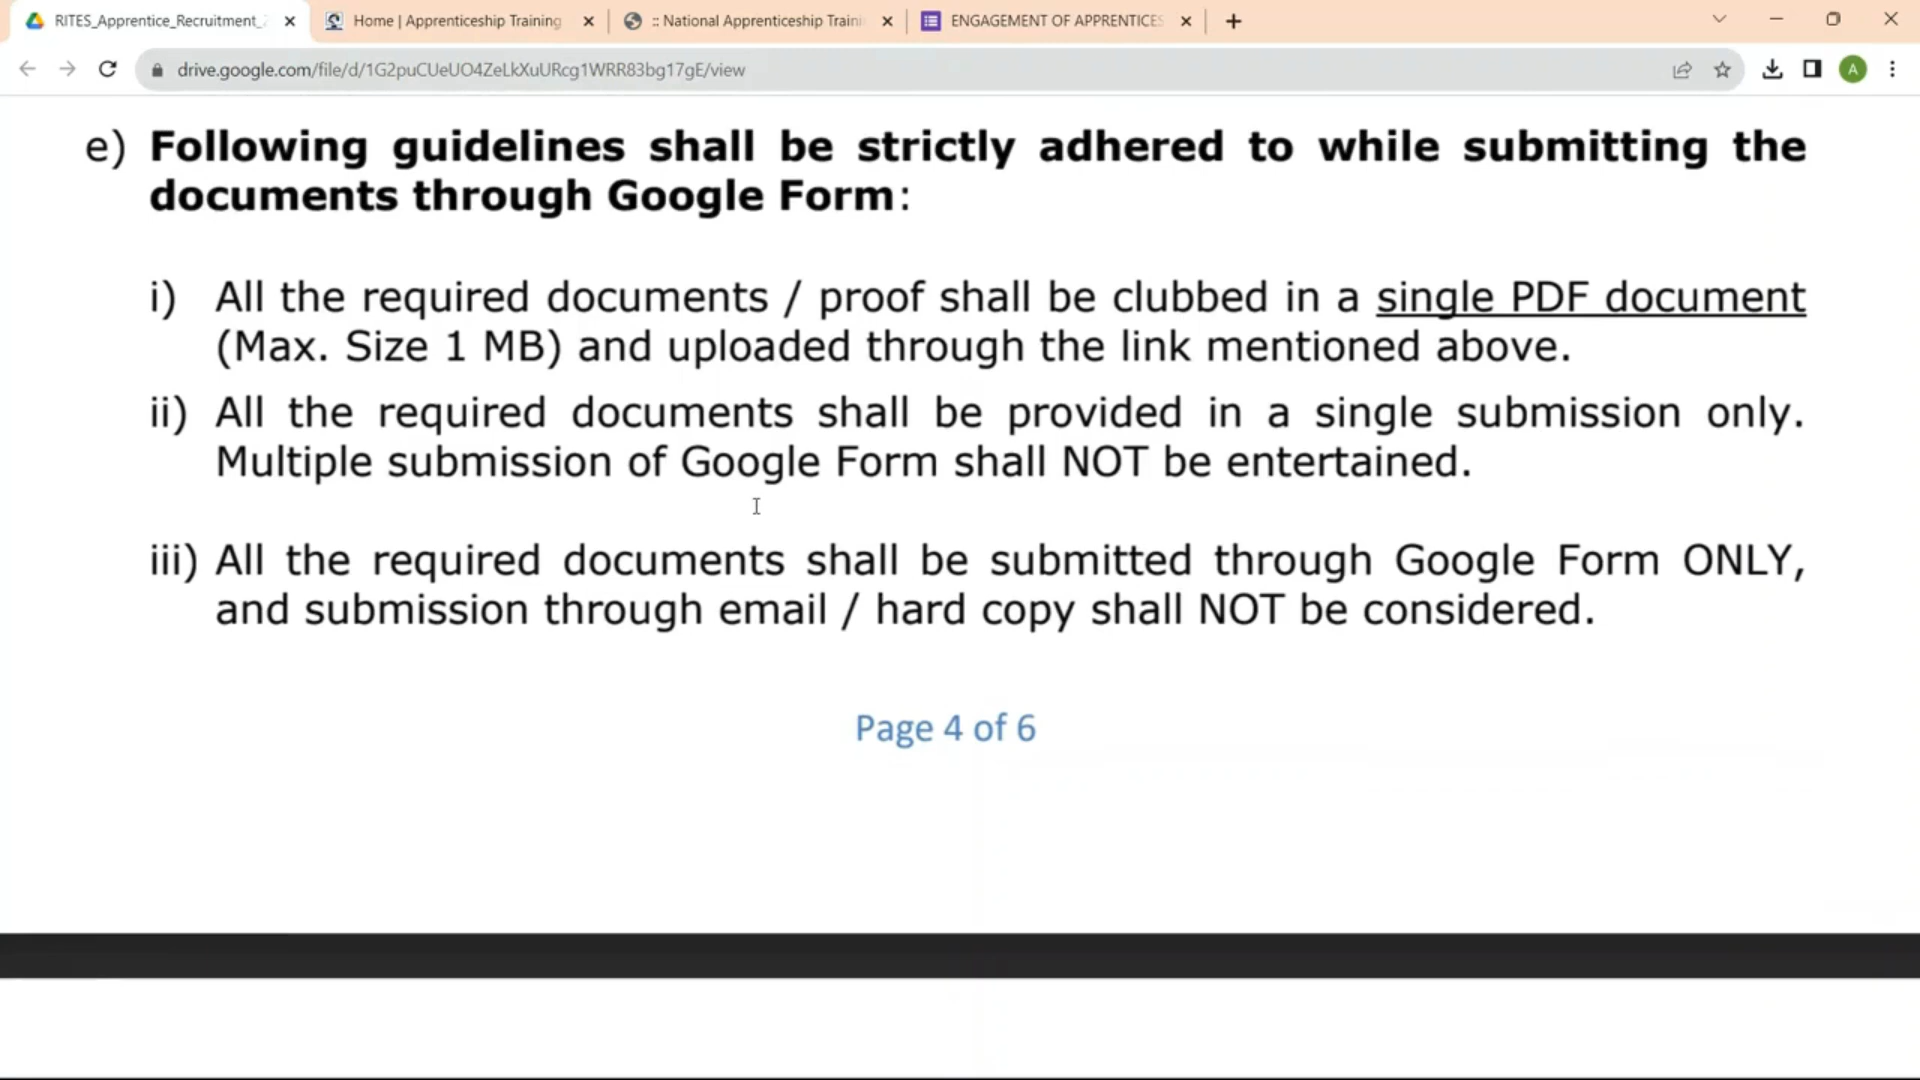 RITES_Apprentice_Recruitment_2
Home | Apprenticeship Training
:: National Apprenticeship Traini
ENGAGEMENT OF APPRENTICES
drive.google.com/file/d/1G2puCUeUO4ZeLkXuURcg1WRR83bg17gE/view
A
e) Following guidelines shall be strictly adhered to while submitting the
documents through Google Form:
i) All the required documents / proof shall be clubbed in a single PDF document
(Max. Size 1 MB) and uploaded through the link mentioned above.
ii) All the required documents shall be provided in a single submission only.
Multiple submission of Google Form shall NOT be entertained.
iii) All the required documents shall be submitted through Google Form ONLY,
and submission through email / hard copy shall NOT be considered.
Page 4 of 6